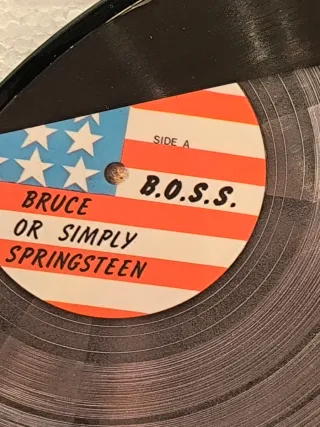 SIDE A
B.O.S.S.
BRUCE
OR SIMPLY
SPRINGSTEEN